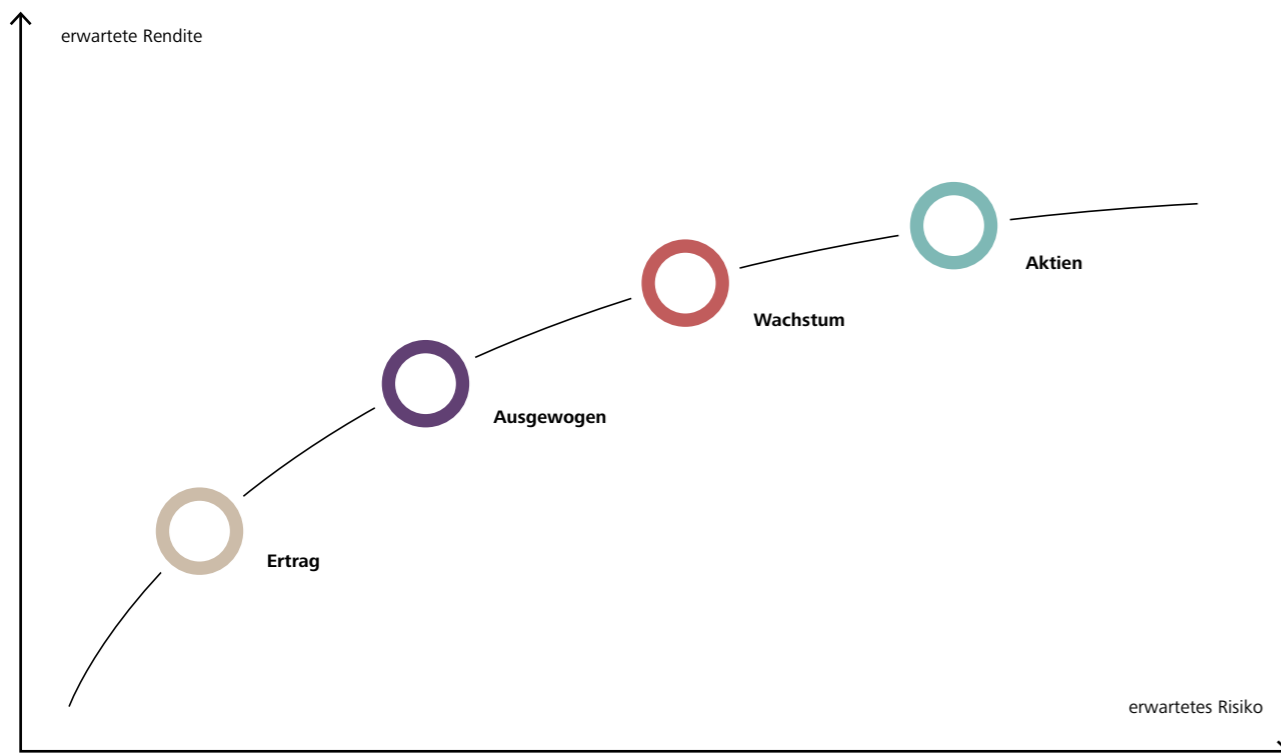 erwartete Rendite
Aktien
Wachstum
Ausgewogen
Ertrag
erwartetes Risiko